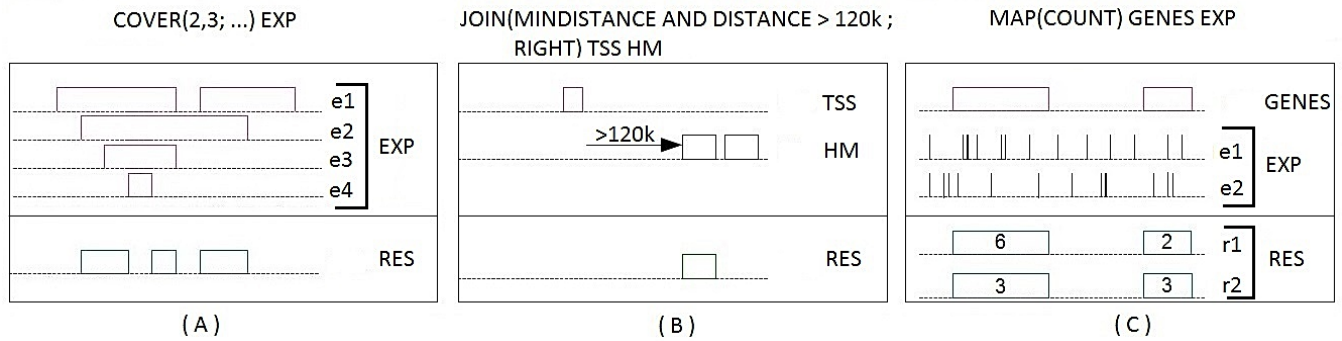 COVER(2,3; ...) EXP
e1
e2
e3
e4
EXP
RES
( A )
JOIN(MINDISTANCE AND DISTANCE > 120k ;
RIGHT) TSS HM
TSS
>120k
HM
RES
( B )
MAP(COUNT) GENES EXP
GENES
e1
e2
EXP
6 2 r1
3 3 r2
RES
( C )